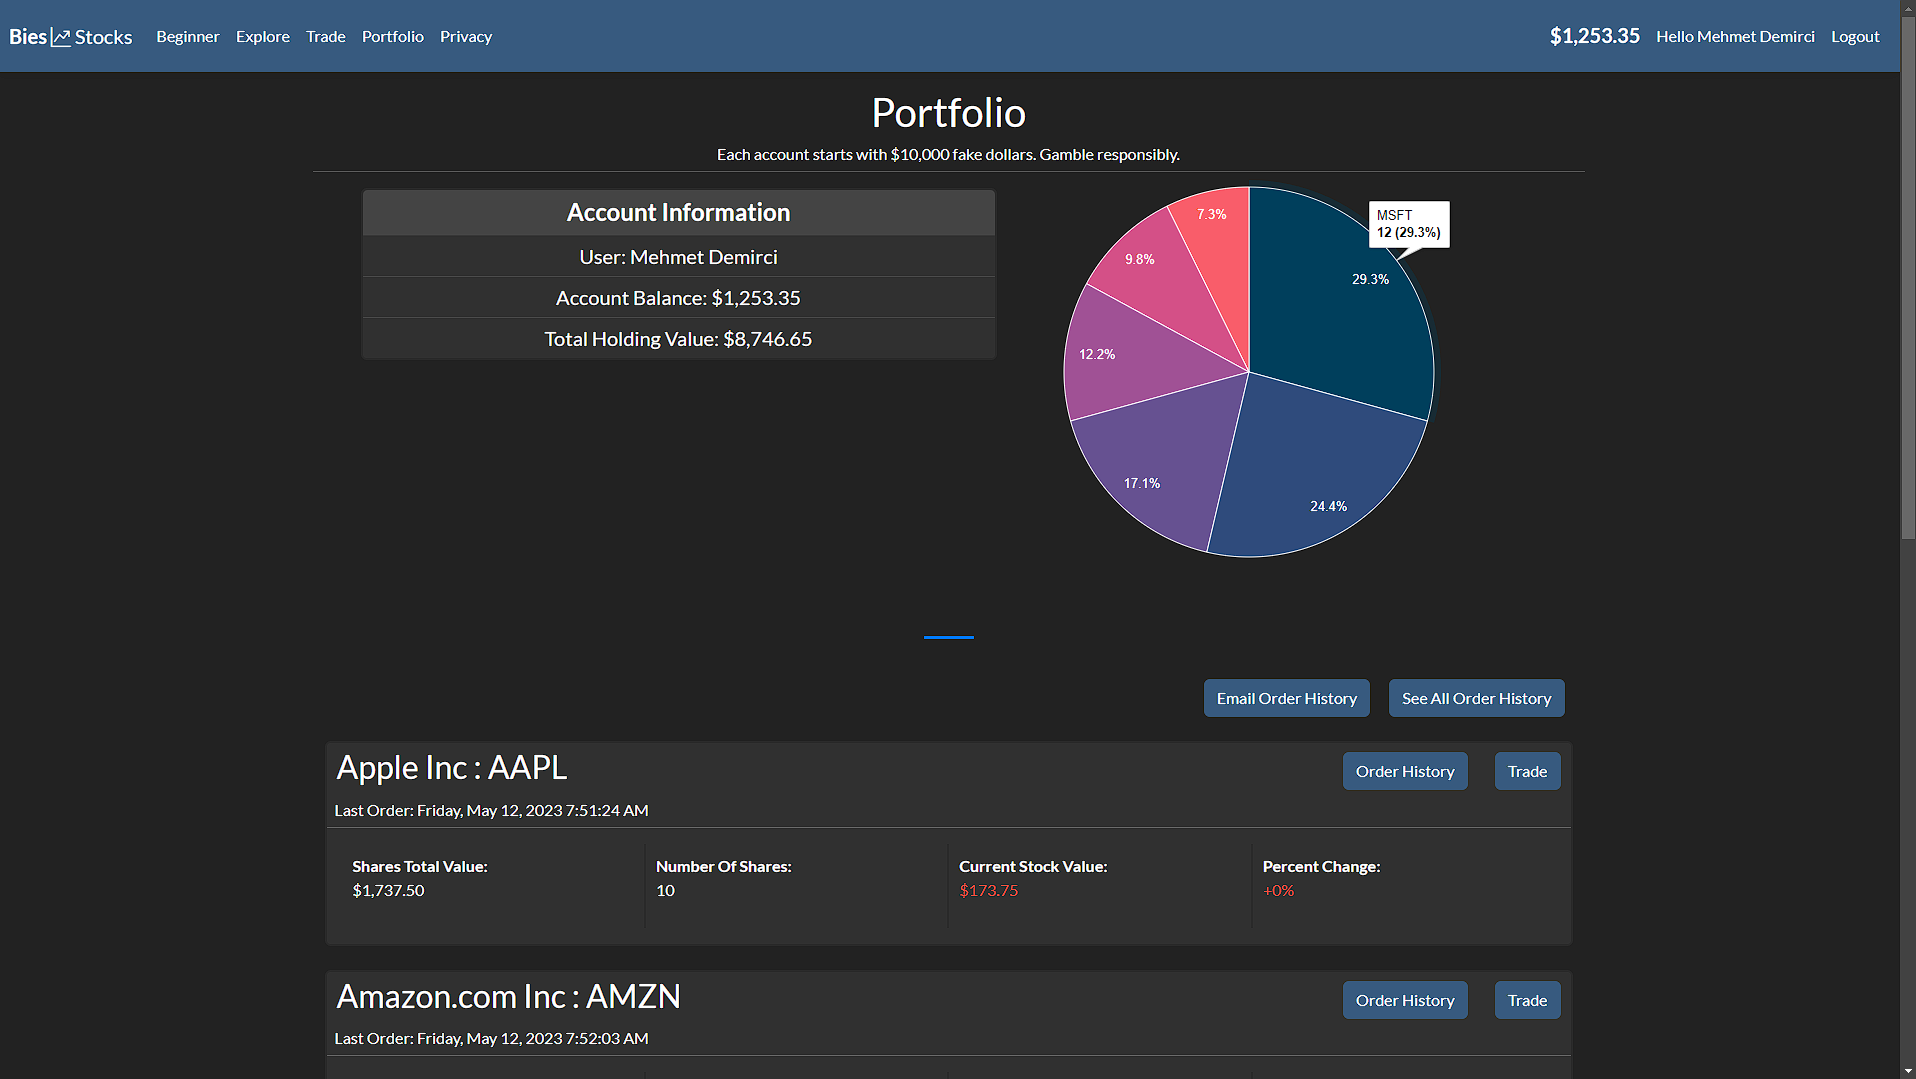 Bies Stocks Beginner Explore Trade Portfolio Privacy $1,253.35 Hello Mehmet Demirci Logout
Portfolio
Each account starts with $10,000 fake dollars. Gamble responsibly.
Account Information
User: Mehmet Demirci
Account Balance: $1,253.35
Total Holding Value: $8,746.65
MSFT
12 (29.3%)
7.3%
9.8%
29.3%
12.2%
17.1%
24.4%
Email Order History See All Order History
Apple Inc : AAPL Order History Trade
Last Order: Friday, May 12, 2023 7:51:24 AM
Shares Total Value: Number Of Shares: Current Stock Value: Percent Change:
$1,737.50 10 $173.75 +0%
Amazon.com Inc : AMZN Order History Trade
Last Order: Friday, May 12, 2023 7:52:03 AM